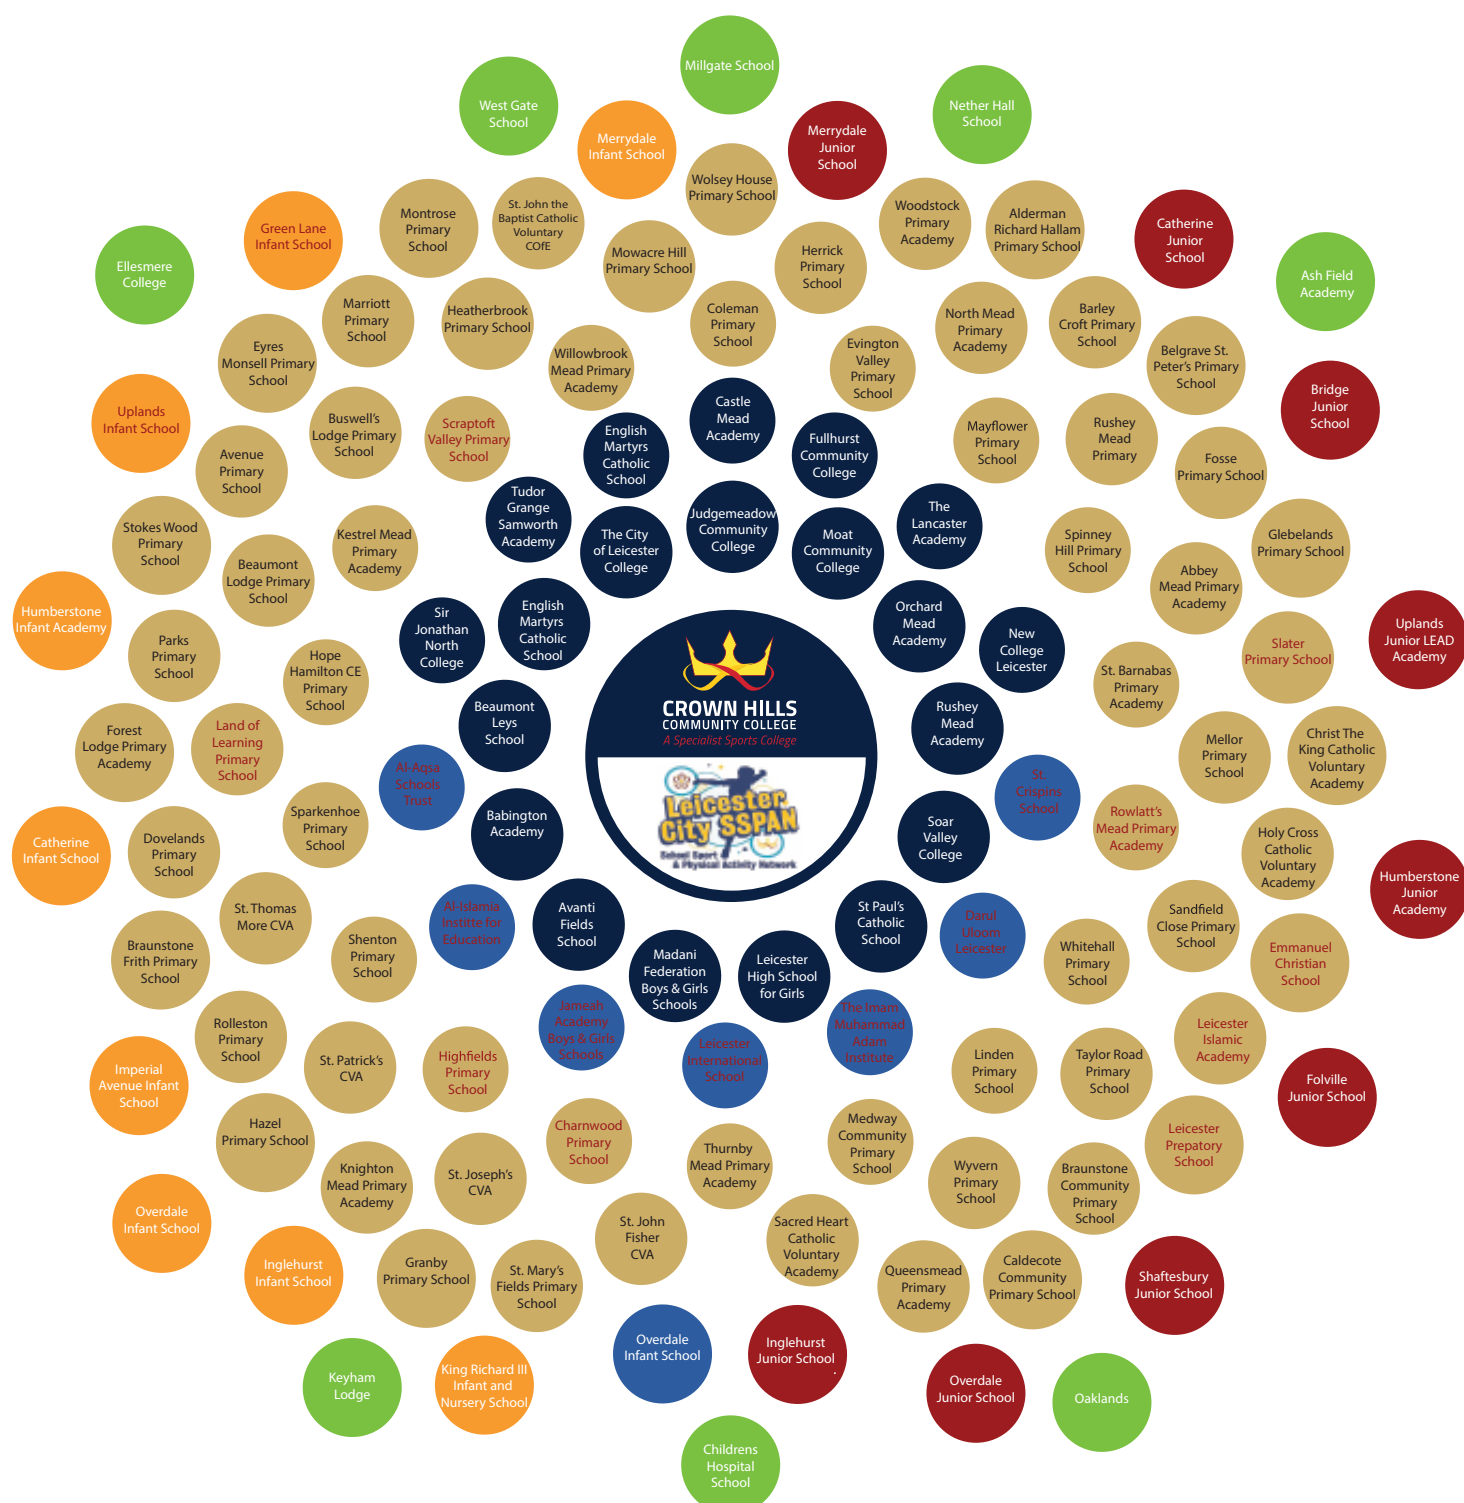 Millgate School
West Gate
School
Nether Hall
School
Merrydale
Infant School
Merrydale
Junior
School
Wolsey House
Primary School
Montrose
Primary
School
St. John the
Baptist Catholic
Voluntary
COfE
Woodstock
Primary
Academy
Alderman
Richard Hallam
Primary School
Green Lane
Infant School
Catherine
Junior
School
Mowacre Hill
Primary School
Herrick
Primary
School
Ellesmere
College
Ash Field
Academy
Marriott
Primary
School
Heatherbrook
Primary School
Coleman
Primary
School
North Mead
Primary
Academy
Barley
Croft Primary
School
Eyres
Monsell Primary
School
Willowbrook
Mead Primary
Academy
Evington
Valley
Primary
School
Belgrave St.
Peter's Primary
School
Uplands
Infant School
Bridge
Junior
School
Buswell's
Lodge Primary
School
Scraptoft
Valley Primary
School
Castle
Mead
Academy
Mayflower
Primary
School
Rushey
Mead
Primary
English
Martyrs
Catholic
School
Fullhurst
Community
College
Avenue
Primary
School
Fosse
Primary School
Tudor
Grange
Samworth
Academy
Judgemeadow
Community
College
The
Lancaster
Academy
Stokes Wood
Primary
School
Kestrel Mead
Primary
Academy
The City
of Leicester
College
Moat
Community
College
Spinney
Hill Primary
School
Glebelands
Primary School
Beaumont
Lodge Primary
School
Abbey
Mead Primary
Academy
Humberstone
Infant Academy
Sir
Jonathan
North
College
English
Martyrs
Catholic
School
Orchard
Mead
Academy
New
College
Leicester
Uplands
Junior LEAD
Academy
Parks
Primary
School
Hope
Hamilton CE
Primary
School
Slater
Primary School
St. Barnabas
Primary
Academy
CROWN HILLS
COMMUNITY COLLEGE
A Specialist Sports College
Beaumont
Leys
School
Rushey
Mead
Academy
Forest
Lodge Primary
Academy
Land of
Learning
Primary
School
Mellor
Primary
School
Christ The
King Catholic
Voluntary
Academy
Al-Aqsa
Schools
Trust
St.
Crispins
School
Leicester
City SSPAN
School Sport
& Physical Activity Network
Sparkenhoe
Primary
School
Babington
Academy
Soar
Valley
College
Rowlatt's
Mead Primary
Academy
Catherine
Infant School
Dovelands
Primary
School
Holy Cross
Catholic
Voluntary
Academy
Humberstone
Junior
Academy
St. Thomas
More CVA
Al-Islamia
Institte for
Education
Avanti
Fields
School
St Paul's
Catholic
School
Darul
Uloom
Leicester
Sandfield
Close Primary
School
Braunstone
Frith Primary
School
Shenton
Primary
School
Madani
Federation
Boys & Girls
Schools
Leicester
High School
for Girls
Whitehall
Primary
School
Emmanuel
Christian
School
Rolleston
Primary
School
Jameah
Academy
Boys & Girls
Schools
The Imam
Muhammad
Adam
Institute
Leicester
Islamic
Academy
St. Patrick's
CVA
Highfields
Primary
School
Leicester
International
School
Linden
Primary
School
Taylor Road
Primary
School
Imperial
Avenue Infant
School
Folville
Junior School
Hazel
Primary School
Charnwood
Primary
School
Medway
Community
Primary
School
Leicester
Prepatory
School
Knighton
Mead Primary
Academy
St. Joseph's
CVA
Thurnby
Mead Primary
Academy
Wyvern
Primary
School
Braunstone
Community
Primary
School
Overdale
Infant School
St. John
Fisher
CVA
Sacred Heart
Catholic
Voluntary
Academy
Inglehurst
Infant School
Granby
Primary School
St. Mary's
Fields Primary
School
Queensmead
Primary
Academy
Caldecote
Community
Primary School
Shaftesbury
Junior School
Overdale
Infant School
Inglehurst
Junior School
.
Keyham
Lodge
King Richard III
Infant and
Nursery School
Overdale
Junior School
Oaklands
Childrens
Hospital
School